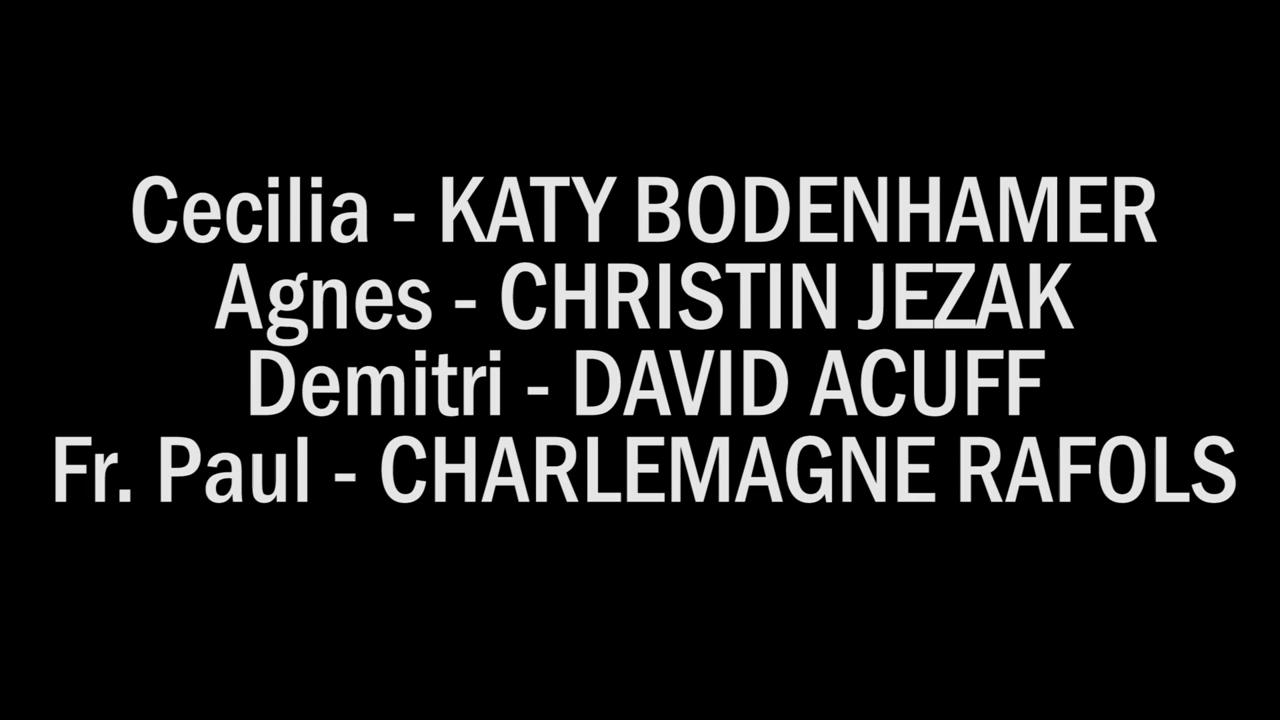 Cecilia - KATY BODENHAMER
Agnes - CHRISTIN JEZAK
Demitri - DAVID ACUFF
Fr. Paul - CHARLEMAGNE RAFOLS